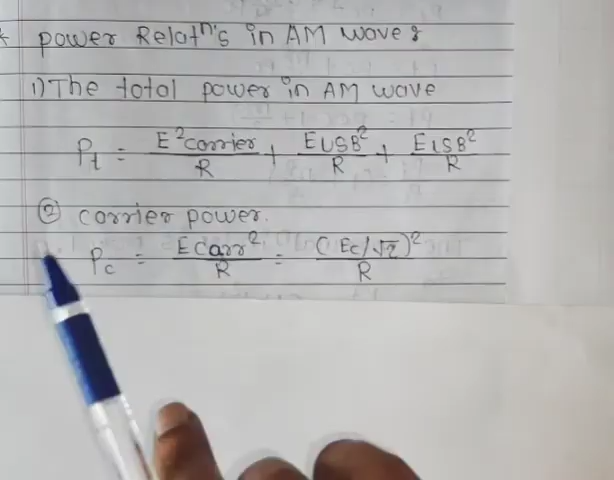 * power Relatⁿ's in AM wave :
1) The total power in AM wave
Pt = E²carrier/R + EUSB²/R + ELSB²/R
② carrier power.
Pc = Ecarr²/R = (Ec/√2)²/R